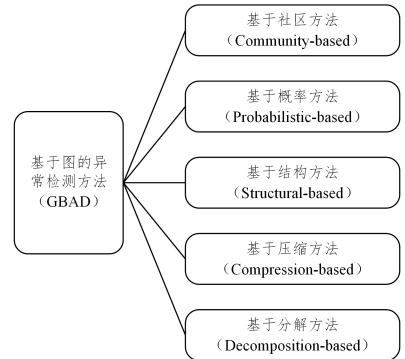 基于图的异
常检测方法
（GBAD）
基于社区方法
（Community-based）
基于概率方法
（Probabilistic-based）
基于结构方法
（Structural-based）
基于压缩方法
（Compression-based）
基于分解方法
（Decomposition-based）